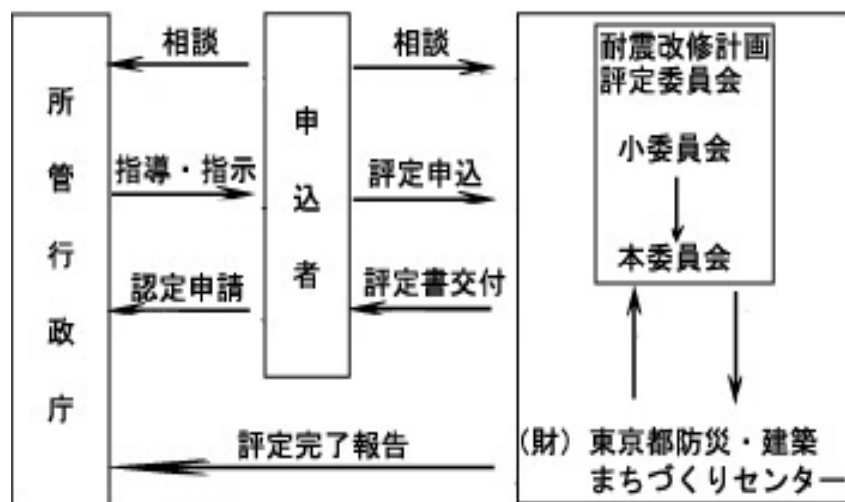 所管行政庁
相談
指導・指示
認定申請
申込者
相談
評定申込
評定書交付
評定完了報告
耐震改修計画
評定委員会
小委員会
本委員会
(財)東京都防災・建築
まちづくりセンター